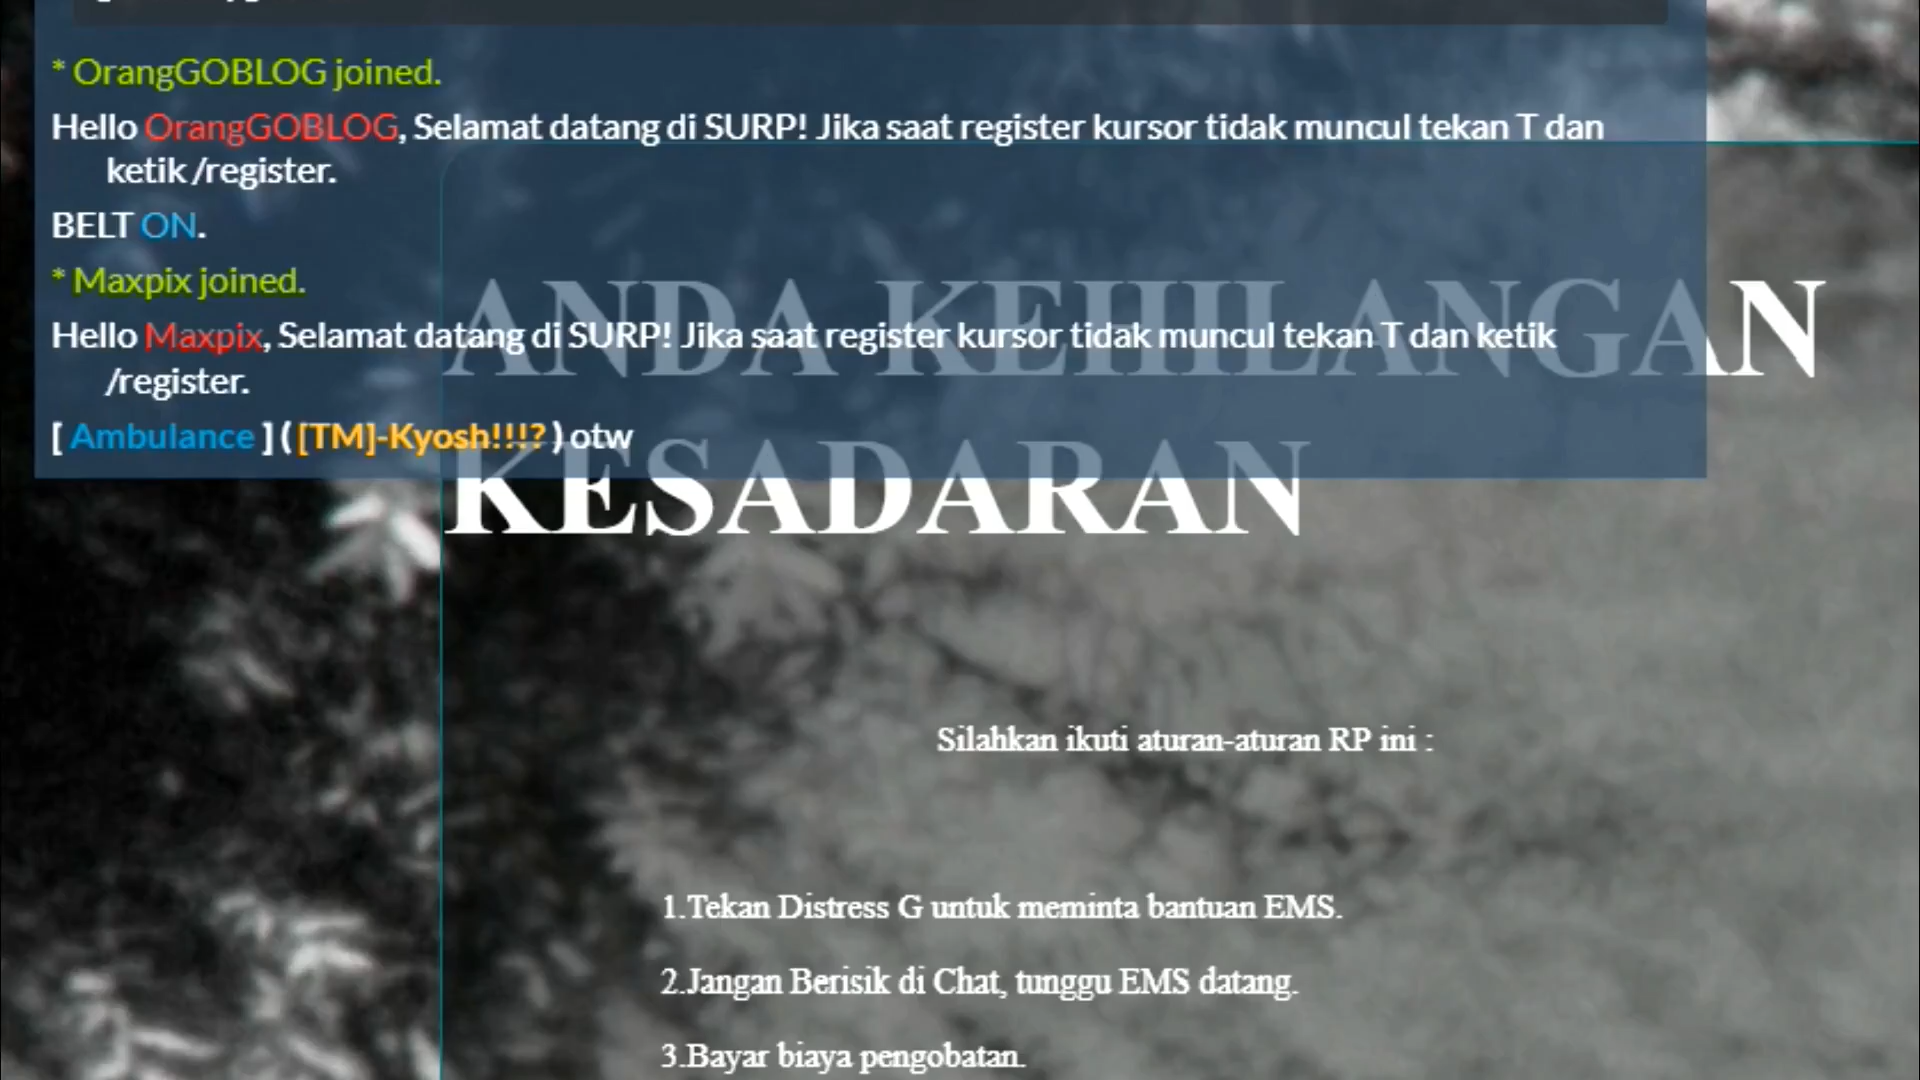 * OrangGOBLOG joined.
Hello OrangGOBLOG, Selamat datang di SURP! Jika saat register kursor tidak muncul tekan T dan
ketik /register.
BELT ON.
* Maxpix joined.
Hello Maxpix, Selamat datang di SURP! Jika saat register kursor tidak muncul tekan T dan ketik
/register.
[ Ambulance ] ( [TM]-Kyosh!!!? ) otw
ANDA KEHILANGAN
KESADARAN
Silahkan ikuti aturan-aturan RP ini :
1.Tekan Distress G untuk meminta bantuan EMS.
2.Jangan Berisik di Chat, tunggu EMS datang.
3.Bayar biaya pengobatan.